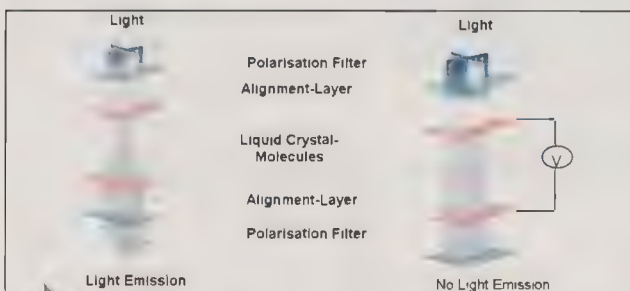 Light
Light
Polarisation Filter
Alignment-Layer
Liquid Crystal-
Molecules
V
Alignment-Layer
Polarisation Filter
Light Emission
No Light Emission